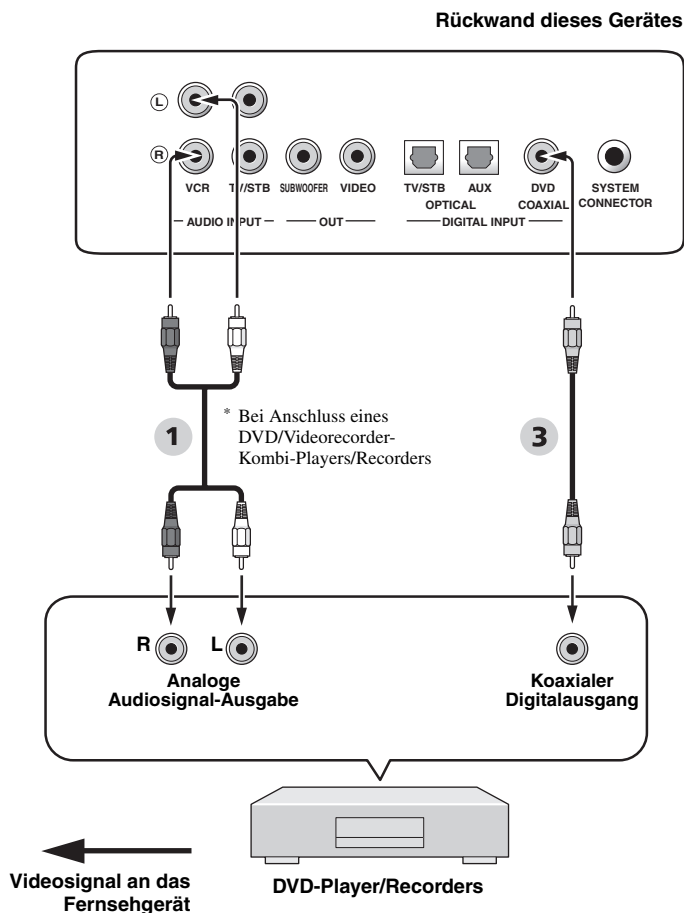 Rückwand dieses Gerätes
L
R
VCR TV/STB SUBWOOFER VIDEO TV/STB AUX DVD SYSTEM
OPTICAL COAXIAL CONNECTOR
AUDIO INPUT OUT DIGITAL INPUT
1
* Bei Anschluss eines
DVD/Videorecorder-
Kombi-Players/Recorders
3
R L
Analoge
Audiosignal-Ausgabe
Koaxialer
Digitalausgang
Videosignal an das
Fernsehgerät
DVD-Player/Recorders